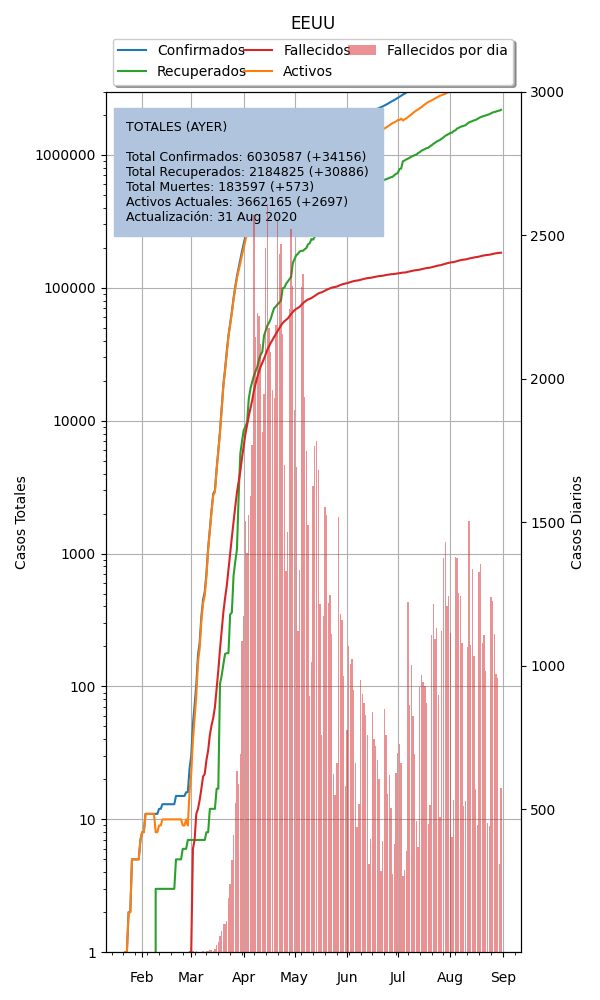 EEUU
Confirmados
Recuperados
Fallecidos
Activos
Fallecidos por dia
TOTALES (AYER)
Total Confirmados: 6030587 (+34156)
Total Recuperados: 2184825 (+30886)
Total Muertes: 183597 (+573)
Activos Actuales: 3662165 (+2697)
Actualización: 31 Aug 2020
Casos Totales
1000000
100000
10000
1000
100
10
1
3000
2500
2000
1500
1000
500
Casos Diarios
Feb Mar Apr May Jun Jul Aug Sep